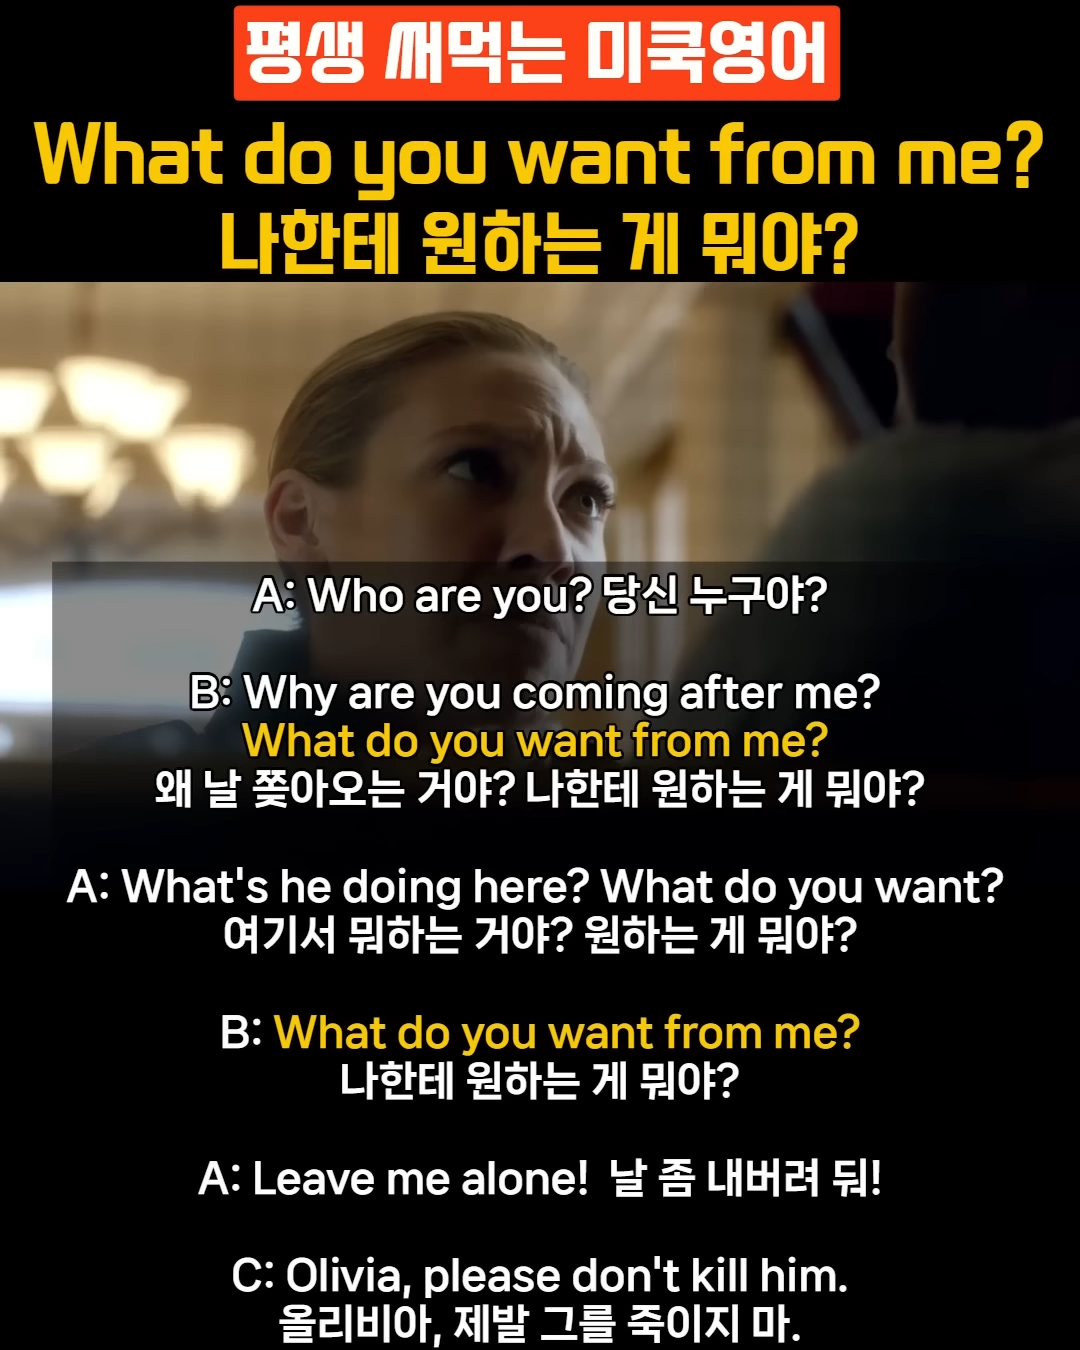 평생 써먹는 미쿡영어
What do you want from me?
나한테 원하는 게 뭐야?
A: Who are you? 당신 누구야?
B: Why are you coming after me?
What do you want from me?
왜 날 쫓아오는 거야? 나한테 원하는 게 뭐야?
A: What's he doing here? What do you want?
여기서 뭐하는 거야? 원하는 게 뭐야?
B: What do you want from me?
나한테 원하는 게 뭐야?
A: Leave me alone! 날 좀 내버려 둬!
C: Olivia, please don't kill him.
올리비아, 제발 그를 죽이지 마.